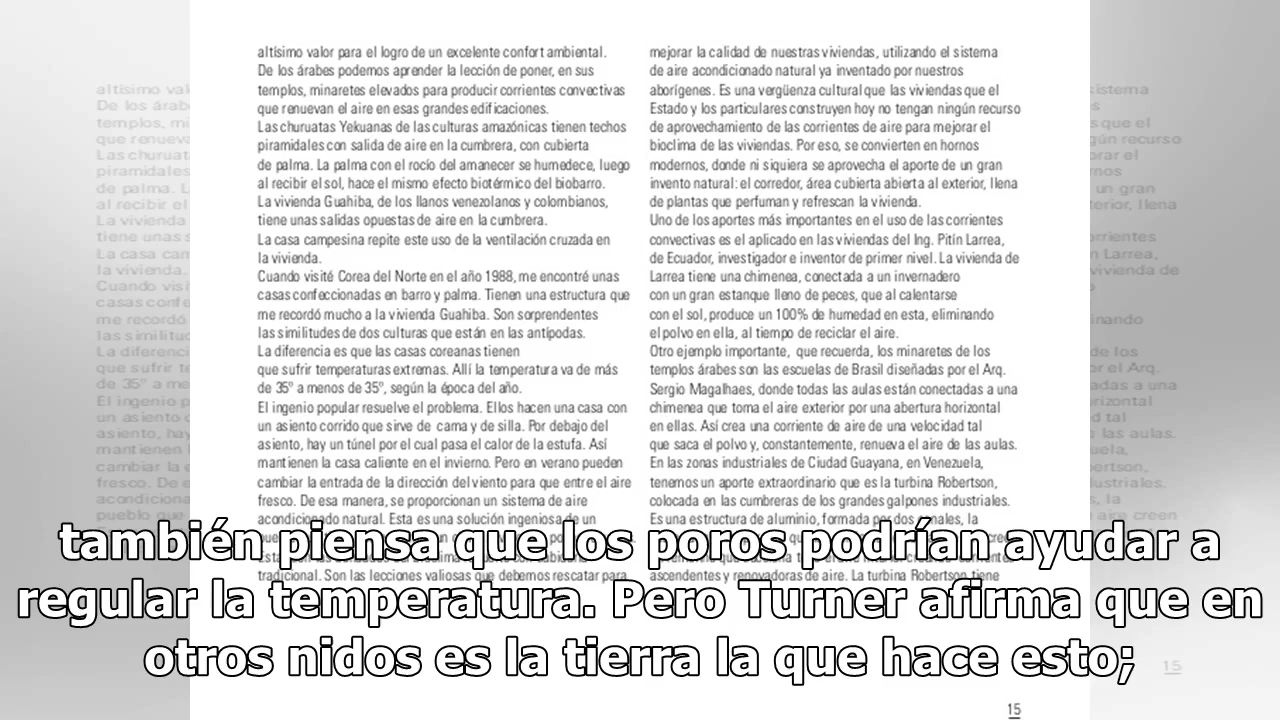 altísimo valor para el logro de un excelente confort ambiental.
De los árabes podemos aprender la lección de poner, en sus
templos, minaretes elevados para producir corrientes convectivas
que renuevan el aire en esas grandes edificaciones.
Las churuatas Yekuanas de las culturas amazónicas tienen techos
piramidales con salida de aire en la cumbrera, con cubierta
de palma. La palma con el rocío del amanecer se humedece, luego
al recibir el sol, hace el mismo efecto biotérmico del biobarro.
La vivienda Guahiba, de los llanos venezolanos y colombianos,
tiene unas salidas opuestas de aire en la cumbrera.
La casa campesina repite este uso de la ventilación cruzada en
la vivienda.
Cuando visité Corea del Norte en el año 1988, me encontré unas
casas confeccionadas en barro y palma. Tienen una estructura que
me recordó mucho a la vivienda Guahiba. Son sorprendentes
las similitudes de dos culturas que están en las antípodas.
La diferencia es que las casas coreanas tienen
que sufrir temperaturas extremas. Allí la temperatura va de más
de 35º a menos de 35º, según la época del año.
El ingenio popular resuelve el problema. Ellos hacen una casa con
un asiento corrido que sirve de cama y de silla. Por debajo del
asiento, hay un túnel por el cual pasa el calor de la estufa. Así
mantienen la casa caliente en el invierno. Pero en verano pueden
cambiar la entrada de la dirección del viento para que entre el aire
fresco. De esa manera, se proporcionan un sistema de aire
acondicionado natural. Esta es una solución ingeniosa de un
tradicional. Son las lecciones valiosas que debemos rescatar para
mejorar la calidad de nuestras viviendas, utilizando el sistema
de aire acondicionado natural ya inventado por nuestros
aborígenes. Es una vergüenza cultural que las viviendas que el
Estado y los particulares construyen hoy no tengan ningún recurso
de aprovechamiento de las corrientes de aire para mejorar el
bioclima de las viviendas. Por eso, se convierten en hornos
modernos, donde ni siquiera se aprovecha el aporte de un gran
invento natural: el corredor, área cubierta abierta al exterior, llena
de plantas que perfuman y refrescan la vivienda.
Uno de los aportes más importantes en el uso de las corrientes
convectivas es el aplicado en las viviendas del Ing. Pitín Larrea,
de Ecuador, investigador e inventor de primer nivel. La vivienda de
Larrea tiene una chimenea, conectada a un invernadero
con un gran estanque lleno de peces, que al calentarse
con el sol, produce un 100% de humedad en esta, eliminando
el polvo en ella, al tiempo de reciclar el aire.
Otro ejemplo importante, que recuerda, los minaretes de los
templos árabes son las escuelas de Brasil diseñadas por el Arq.
Sergio Magalhaes, donde todas las aulas están conectadas a una
chimenea que toma el aire exterior por una abertura horizontal
en ellas. Así crea una corriente de aire de una velocidad tal
que saca el polvo y, constantemente, renueva el aire de las aulas.
En las zonas industriales de Ciudad Guayana, en Venezuela,
tenemos un aporte extraordinario que es la turbina Robertson,
colocada en las cumbreras de los grandes galpones industriales.
Es una estructura de aluminio, formada por dos canales, la
ascendentes y renovadoras de aire. La turbina Robertson tiene
también piensa que los poros podrían ayudar a
regular la temperatura. Pero Turner afirma que en
otros nidos es la tierra la que hace esto;
15